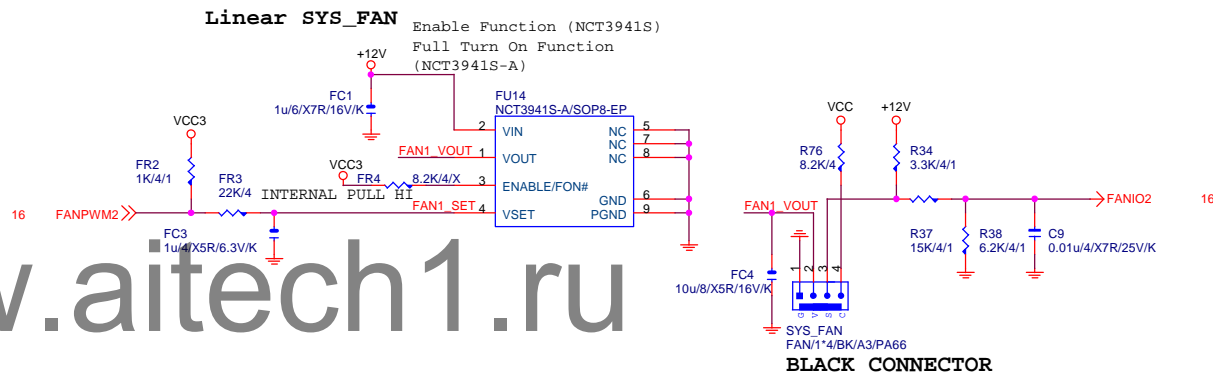 Linear SYS_FAN
Enable Function (NCT3941S)
Full Turn On Function
(NCT3941S-A)
+12V
FC1
1u/6/X7R/16V/K
FU14
NCT3941S-A/SOP8-EP
2 VIN
FAN1_VOUT 1 VOUT
VCC3
FR4 8.2K/4/X 3 ENABLE/FON#
INTERNAL PULL HI
FAN1_SET 4 VSET
NC 5
NC 7
NC 8
GND 6
PGND 9
VCC3
FR2
1K/4/1
FR3
22K/4
16 FANPWM2
FC3
1u/4/X5R/6.3V/K
VCC
+12V
R76
8.2K/4
R34
3.3K/4/1
FAN1_VOUT
FANIO2 16
R37
15K/4/1
R38
6.2K/4/1
C9
0.01u/4/X7R/25V/K
FC4
10u/8/X5R/16V/K
1 2 3 4
G V S C
SYS_FAN
FAN/1*4/BK/A3/PA66
BLACK CONNECTOR
w.aitech1.ru